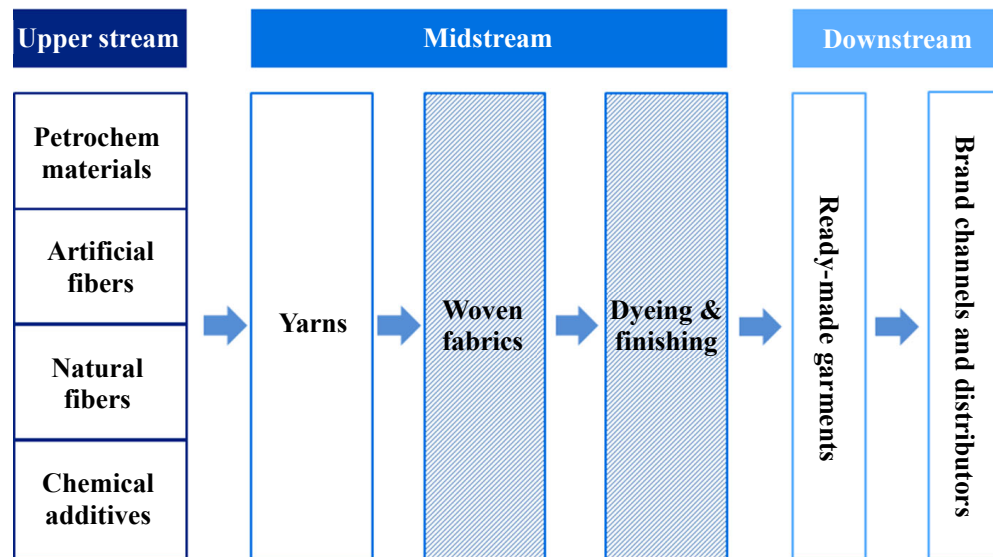 Upper stream
Midstream
Downstream
Petrochem
materials
Artificial
fibers
Natural
fibers
Chemical
additives
Yarns
Woven
fabrics
Dyeing &
finishing
Ready-made garments
Brand channels and distributors